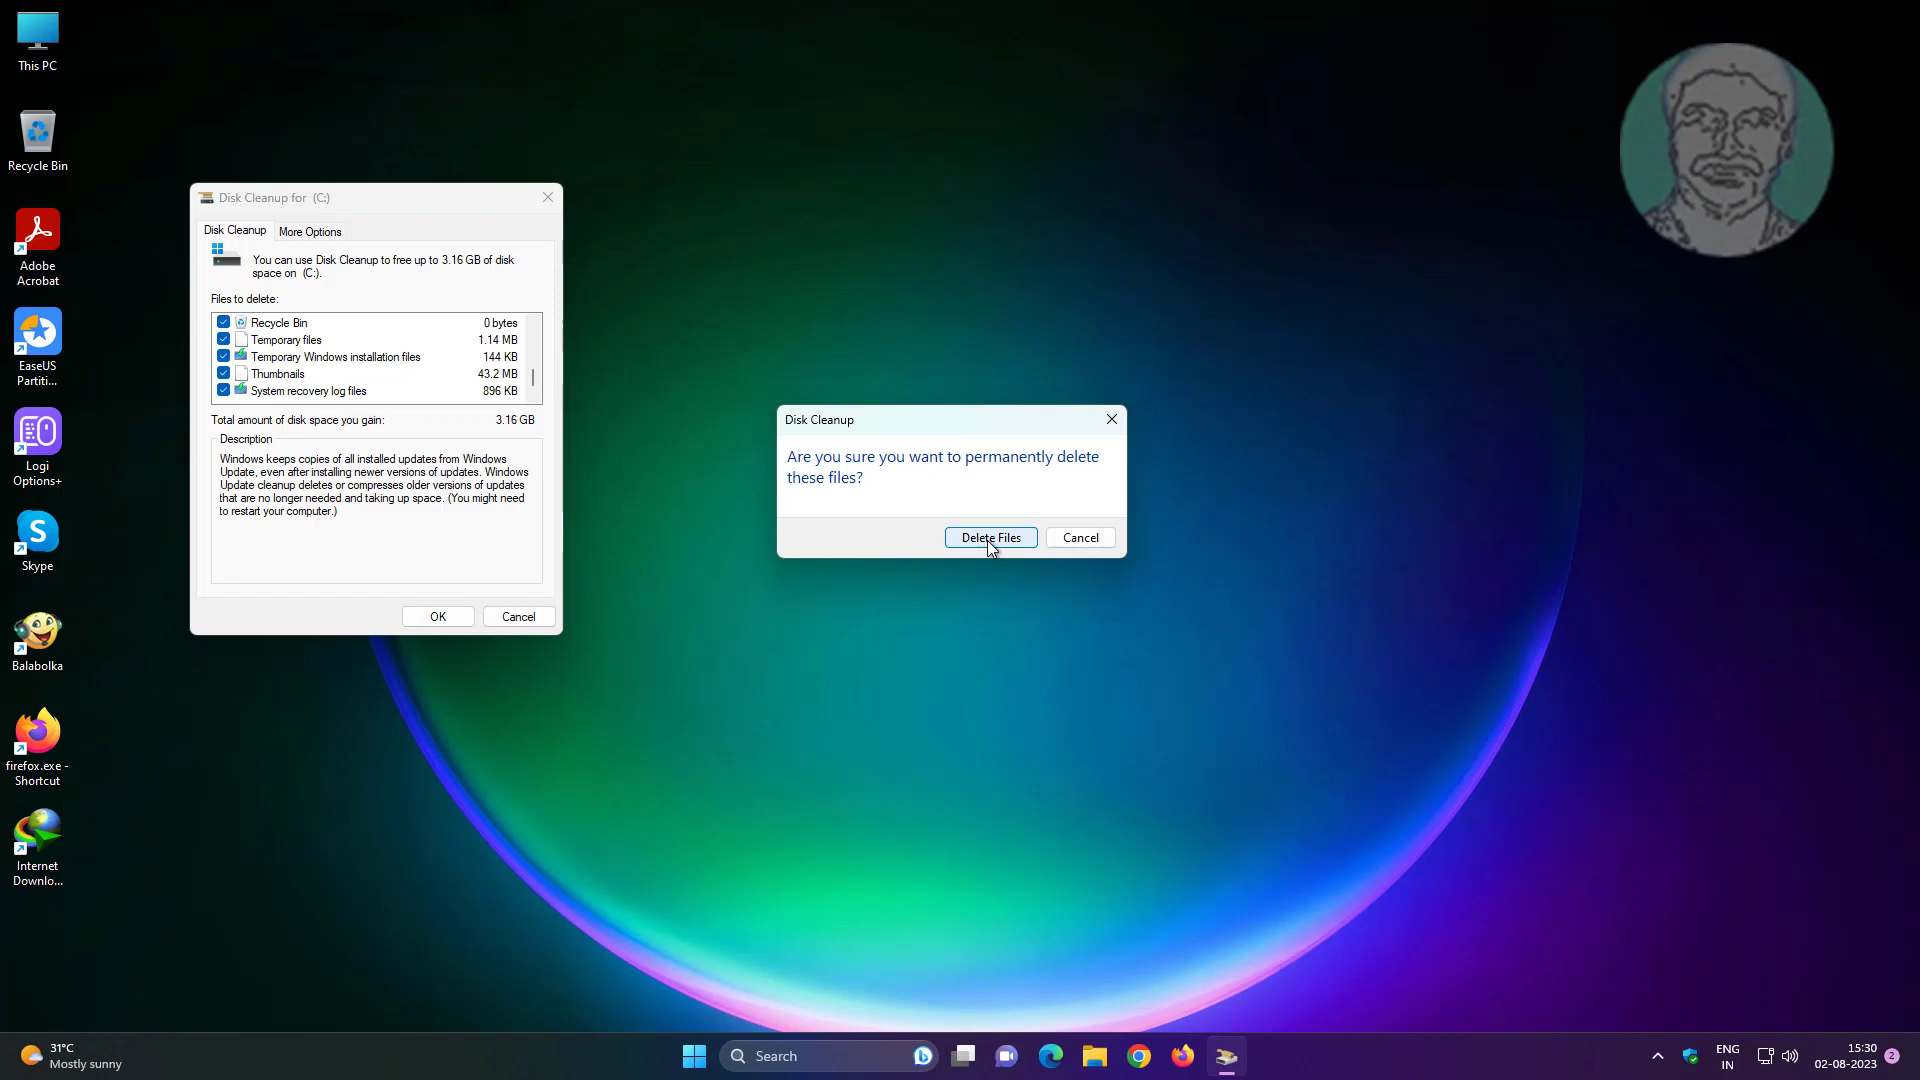 This PC
Recycle Bin
Adobe
Acrobat
EaseUS
Partiti...
Logi
Options+
Skype
Balabolka
firefox.exe -
Shortcut
Internet
Downlo...
Disk Cleanup for  (C:)
Disk Cleanup
More Options
You can use Disk Cleanup to free up to 3.16 GB of disk
space on  (C:).
Files to delete:
Recycle Bin 0 bytes
Temporary files 1.14 MB
Temporary Windows installation files 144 KB
Thumbnails 43.2 MB
System recovery log files 896 KB
Total amount of disk space you gain: 3.16 GB
Description
Windows keeps copies of all installed updates from Windows
Update, even after installing newer versions of updates. Windows
Update cleanup deletes or compresses older versions of updates
that are no longer needed and taking up space. (You might need
to restart your computer.)
OK
Cancel
Disk Cleanup
Are you sure you want to permanently delete
these files?
Delete Files
Cancel
31°C
Mostly sunny
Search
ENG
IN
15:30
02-08-2023
2